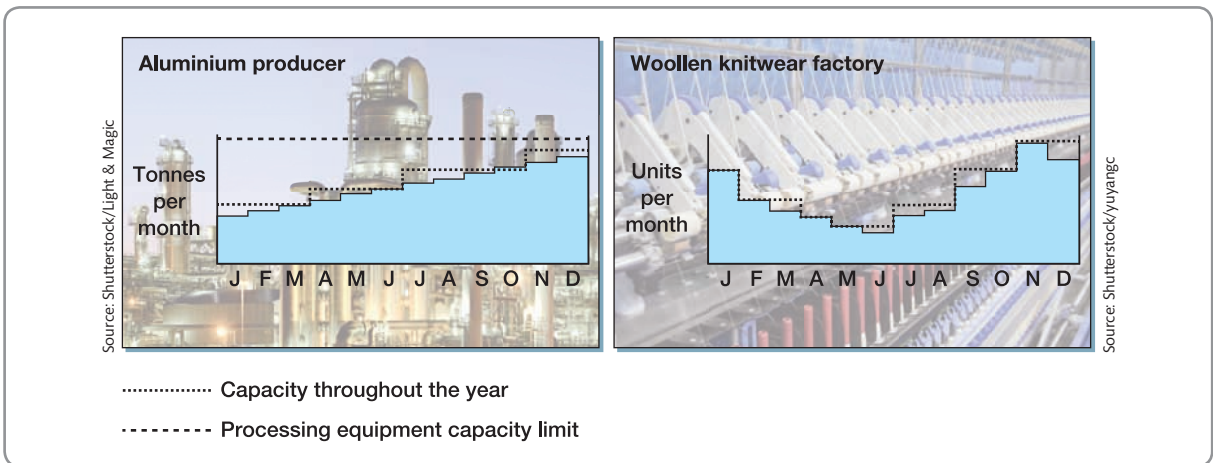 Aluminium producer
Tonnes
per
month
J F M A M J J A S O N D
Source: Shutterstock/Light & Magic
Woollen knitwear factory
Units
per
month
J F M A M J J A S O N D
Source: Shutterstock/yuyangc
Capacity throughout the year
Processing equipment capacity limit